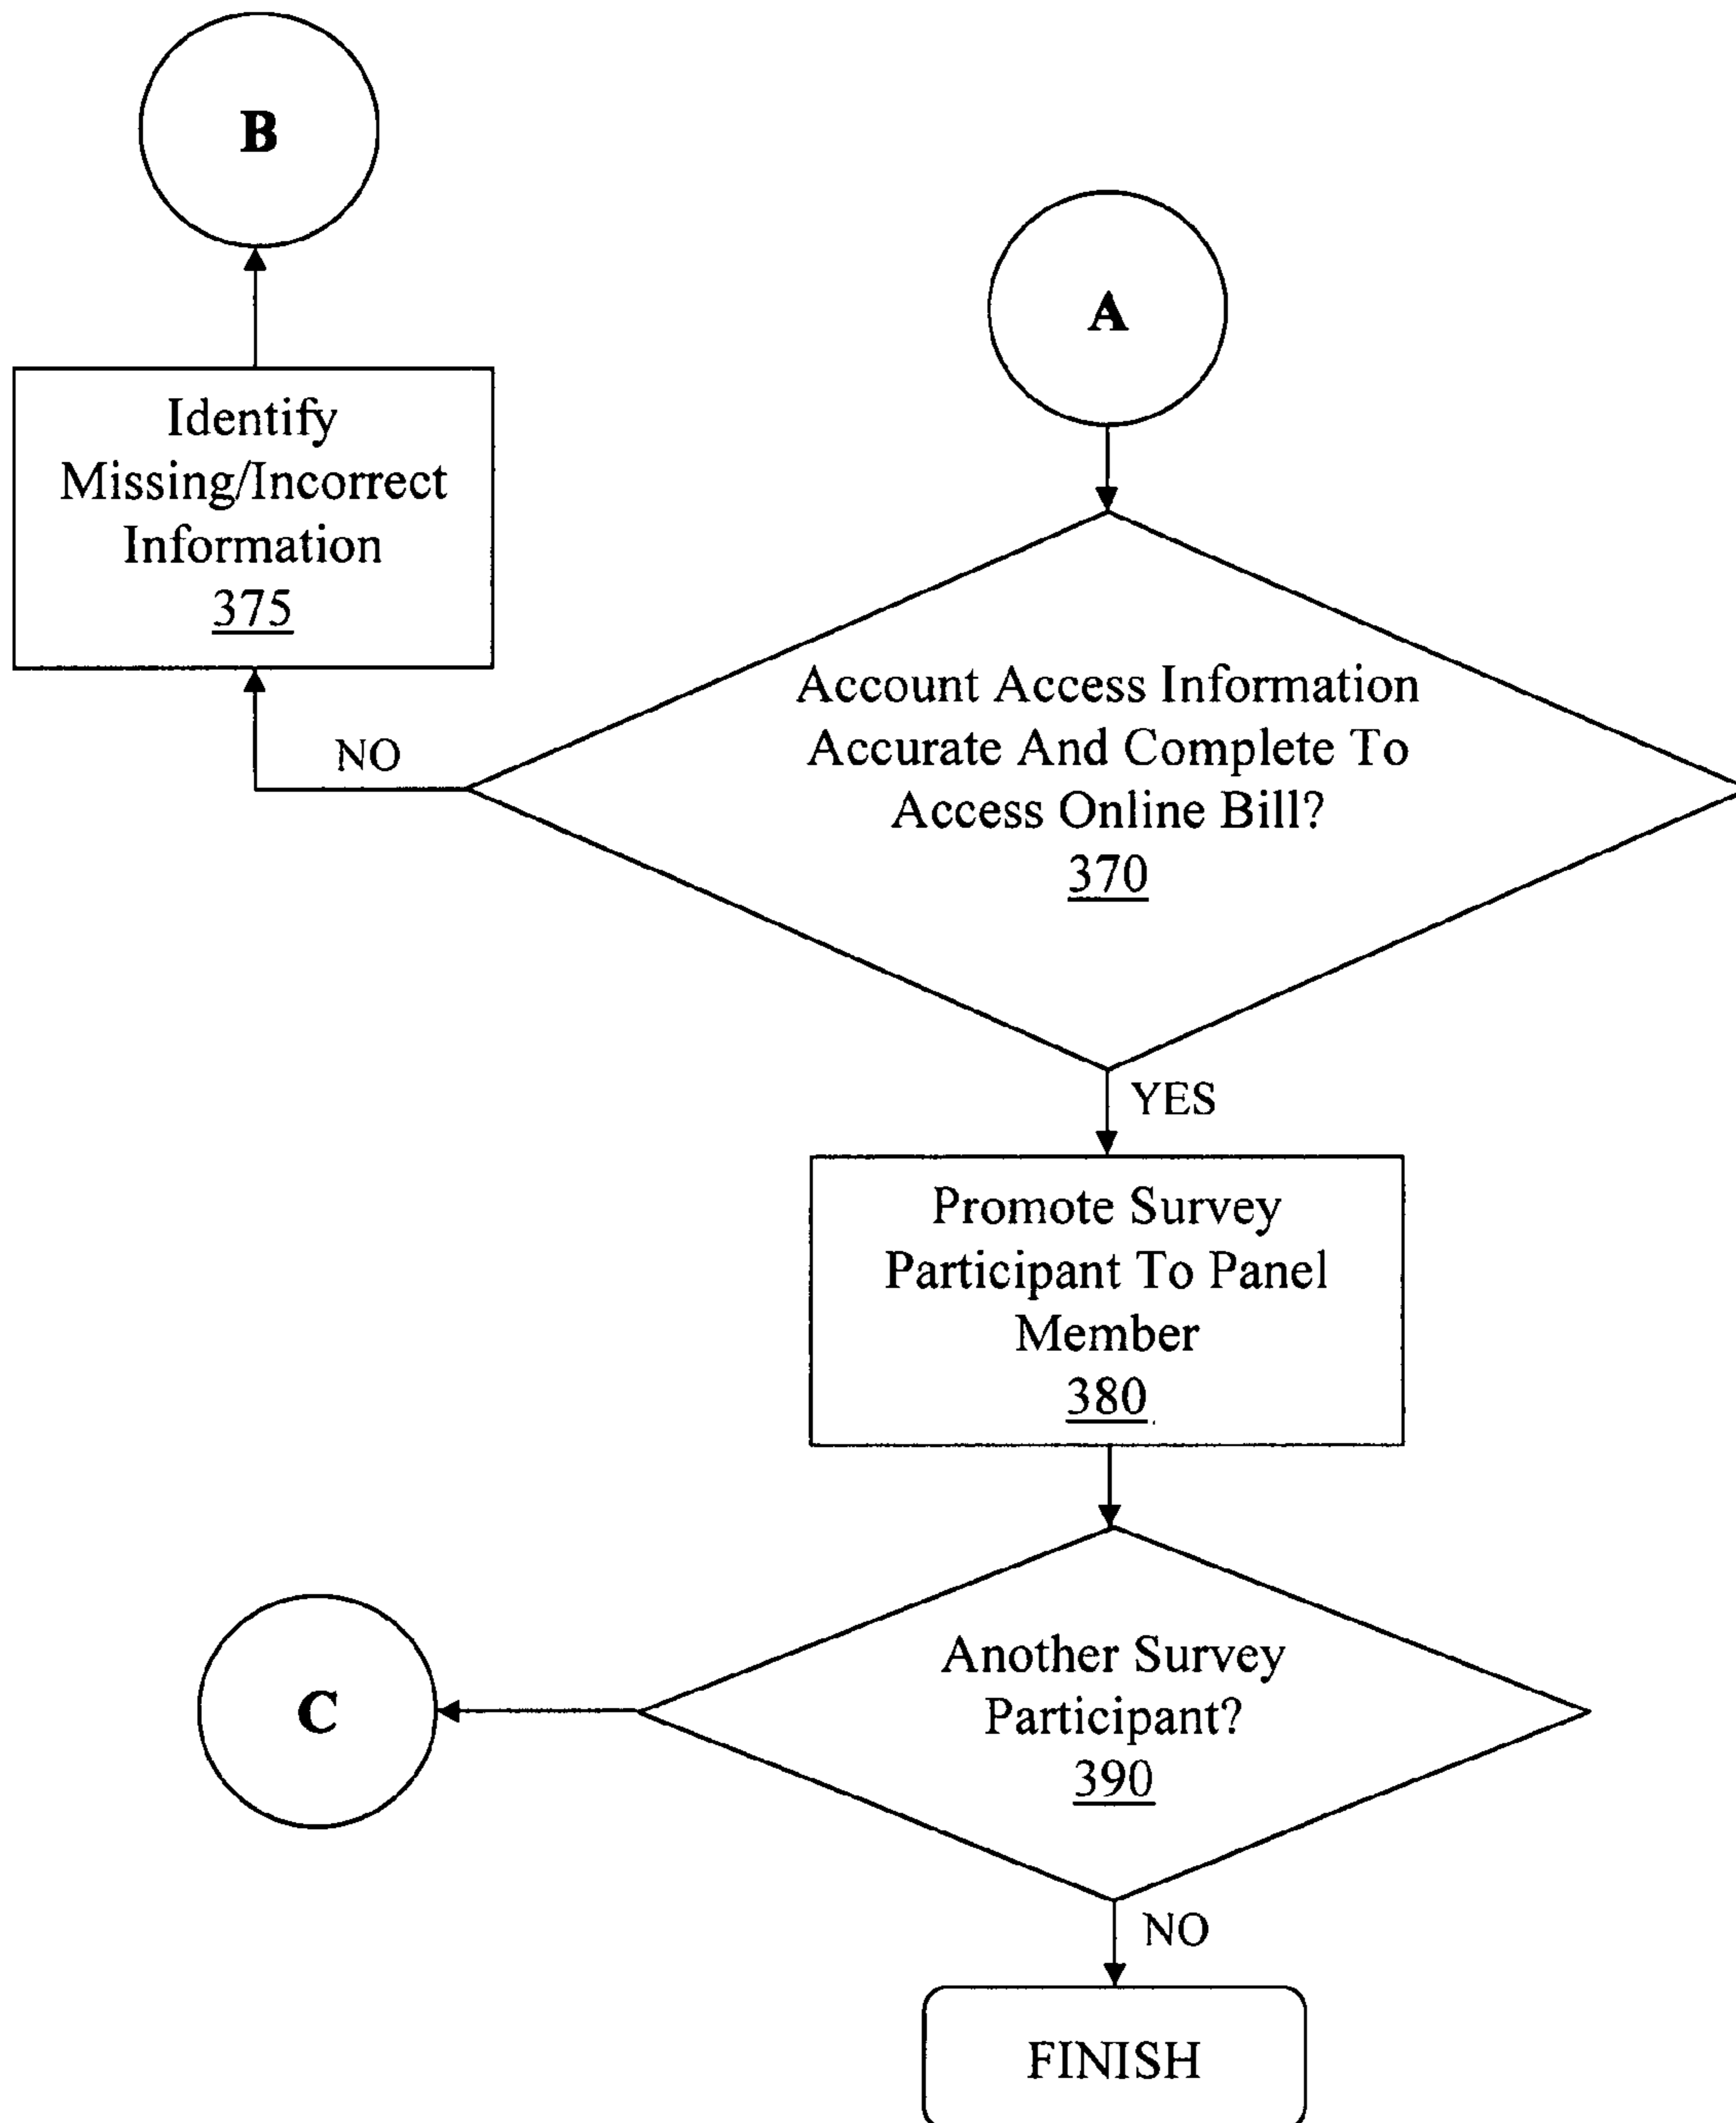 B
A
Identify
Missing/Incorrect
Information
375
Account Access Information
Accurate And Complete To
Access Online Bill?
370
NO
YES
Promote Survey
Participant To Panel
Member
380
Another Survey
Participant?
390
C
NO
FINISH